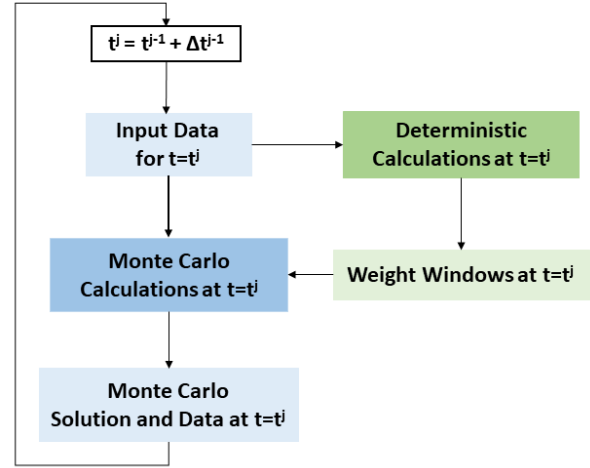 tʲ = tʲ⁻¹ + Δtʲ⁻¹
Input Data
for t=tʲ
Deterministic
Calculations at t=tʲ
Monte Carlo
Calculations at t=tʲ
Weight Windows at t=tʲ
Monte Carlo
Solution and Data at t=tʲ